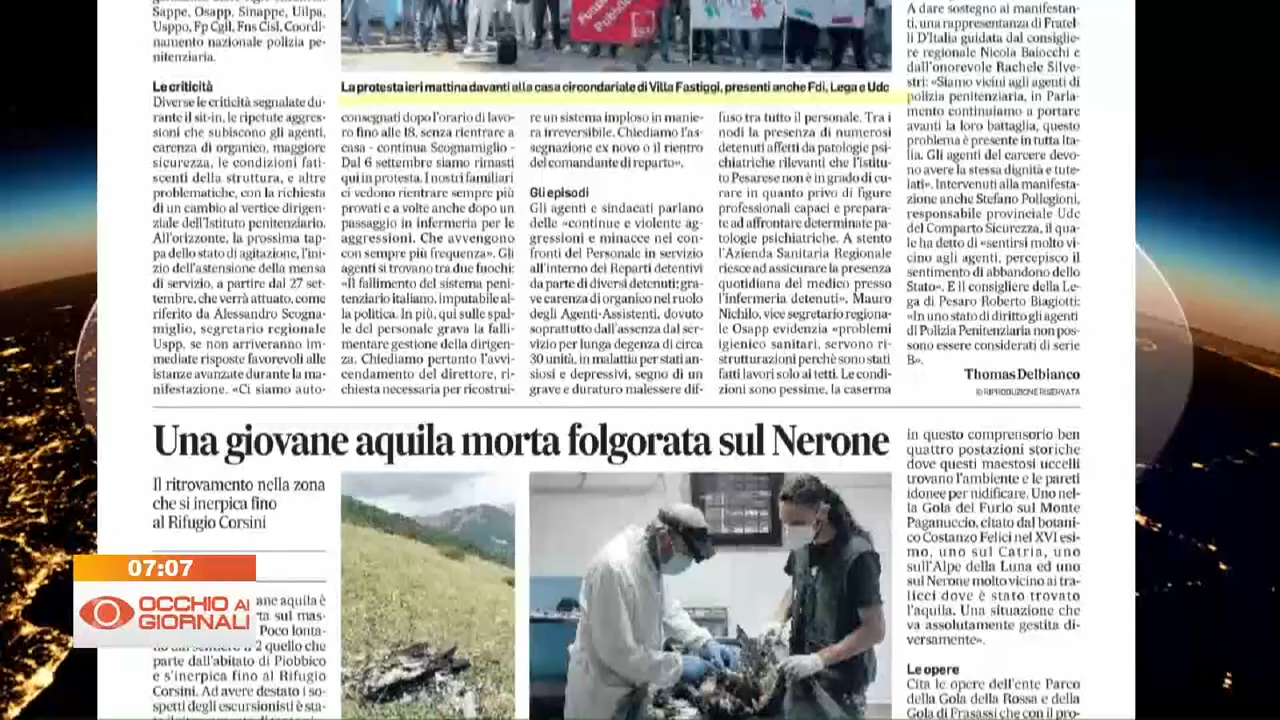 Sappe, Osapp, Sinappe, Uilpa,
Usppo, Fp Cgil, Fns Cisl, Coordi-
namento nazionale polizia pe-
nitenziaria.
Le criticità
Diverse le criticità segnalate du-
rante il sit-in, le ripetute aggres-
sioni che subiscono gli agenti,
carenza di organico, maggiore
sicurezza, le condizioni fati-
scenti della struttura, e altre
problematiche, con la richiesta
di un cambio al vertice dirigen-
ziale dell'Istituto penitenziario.
All'orizzonte, la prossima tap-
pa dello stato di agitazione, l'ini-
zio dell'astensione della mensa
di servizio, a partire dal 27 set-
tembre, che verrà attuato, come
riferito da Alessandro Scogna-
miglio, segretario regionale
Uspp, se non arriveranno im-
mediate risposte favorevoli alle
istanze avanzate durante la ma-
nifestazione. «Ci siamo auto-
La protesta ieri mattina davanti alla casa circondariale di Villa Fastiggi, presenti anche Fdi, Lega e Udc
consegnati dopo l'orario di lavo-
ro fino alle 18, senza rientrare a
casa - continua Scognamiglio -
Dal 6 settembre siamo rimasti
qui in protesta. I nostri familiari
ci vedono rientrare sempre più
provati e a volte anche dopo un
passaggio in infermeria per le
aggressioni. Che avvengono
con sempre più frequenza». Gli
agenti si trovano tra due fuochi:
«Il fallimento del sistema peni-
tenziario italiano, imputabile al-
la politica. In più, qui sulle spal-
le del personale grava la falli-
mentare gestione della dirigen-
za. Chiediamo pertanto l'avvi-
cendamento del direttore, ri-
chiesta necessaria per ricostrui-
re un sistema imploso in manie-
ra irreversibile. Chiediamo l'as-
segnazione ex novo o il rientro
del comandante di reparto».
Gli episodi
Gli agenti e sindacati parlano
delle «continue e violente ag-
gressioni e minacce nei con-
fronti del Personale in servizio
all'interno dei Reparti detentivi
da parte di diversi detenuti; gra-
ve carenza di organico nel ruolo
degli Agenti-Assistenti, dovuto
soprattutto dall'assenza dal ser-
vizio per lunga degenza di circa
30 unità, in malattia per stati an-
siosi e depressivi, segno di un
grave e duraturo malessere dif-
fuso tra tutto il personale. Tra i
nodi la presenza di numerosi
detenuti affetti da patologie psi-
chiatriche rilevanti che l'istitu-
to Pesarese non è in grado di cu-
rare in quanto privo di figure
professionali capaci e prepara-
te ad affrontare determinate pa-
tologie psichiatriche. A stento
l'Azienda Sanitaria Regionale
riesce ad assicurare la presenza
quotidiana del medico presso
l'infermeria detenuti». Mauro
Nichilo, vice segretario regiona-
le Osapp evidenzia «problemi
igienico sanitari, servono ri-
strutturazioni perchè sono stati
fatti lavori solo ai tetti. Le condi-
zioni sono pessime, la caserma
A dare sostegno ai manifestan-
ti, una rappresentanza di Fratel-
li D'Italia guidata dal consiglie-
re regionale Nicola Baiocchi e
dall'onorevole Rachele Silve-
stri: «Siamo vicini agli agenti di
polizia penitenziaria, in Parla-
mento continuiamo a portare
avanti la loro battaglia, questo
problema è presente in tutta Ita-
lia. Gli agenti del carcere devo-
no avere la stessa dignità e tute-
lati». Intervenuti alla manifesta-
zione anche Stefano Pollegioni,
responsabile provinciale Udc
del Comparto Sicurezza, il qua-
le ha detto di «sentirsi molto vi-
cino agli agenti, percepisco il
sentimento di abbandono dello
Stato». E il consigliere della Le-
ga di Pesaro Roberto Biagiotti:
«In uno stato di diritto gli agenti
di Polizia Penitenziaria non pos-
sono essere considerati di serie
B».
Thomas Delbianco
© RIPRODUZIONE RISERVATA
Una giovane aquila morta folgorata sul Nerone
Il ritrovamento nella zona
che si inerpica fino
al Rifugio Corsini
ane aquila è
ta sul mas-
Poco lonta-
2 quello che
parte dall'abitato di Piobbico
e s'inerpica fino al Rifugio
Corsini. Ad avere destato i so-
spetti degli escursionisti è sta-
in questo comprensorio ben
quattro postazioni storiche
dove questi maestosi uccelli
trovano l'ambiente e le pareti
idonee per nidificare. Uno nel-
la Gola del Furlo sul Monte
Paganuccio, citato dal botani-
co Costanzo Felici nel XVI esi-
mo, uno sul Catria, uno
sull'Alpe della Luna ed uno
sul Nerone molto vicino ai tra-
licci dove è stato trovato
l'aquila. Una situazione che
va assolutamente gestita di-
versamente».
Le opere
Cita le opere dell'ente Parco
della Gola della Rossa e della
Gola di Frasassi che con il pro-
07:07
OCCHIO AI
GIORNALI